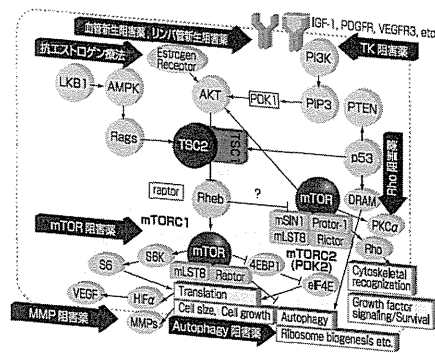 血管新生阻害薬，リンパ管新生阻害薬
IGF-1, PDGFR, VEGFR3, etc
抗エストロゲン療法
Estrogen
Receptor
PI3K
TK 阻害薬
LKB1
AMPK
AKT
PDK1
PIP3
PTEN
Rags
TSC2
TSC1
p53
Rho 阻害薬
raptor
Rheb
?
mTOR
DRAM
mTORC1
mSIN1
Protor-1
PKCα
mTOR 阻害薬
mTOR
mLST8
Rictor
Rho
S6K
4EBP1
mTORC2
(PDK2)
S6
mLST8
Raptor
eIF4E
Cytoskeletal
recognization
VEGF
HIFα
Translation
Growth factor
signaling/Survival
MMPs
Cell size, Cell growth
Autophagy
MMP 阻害薬
Autophagy 阻害薬
Ribosome biogenesis etc.